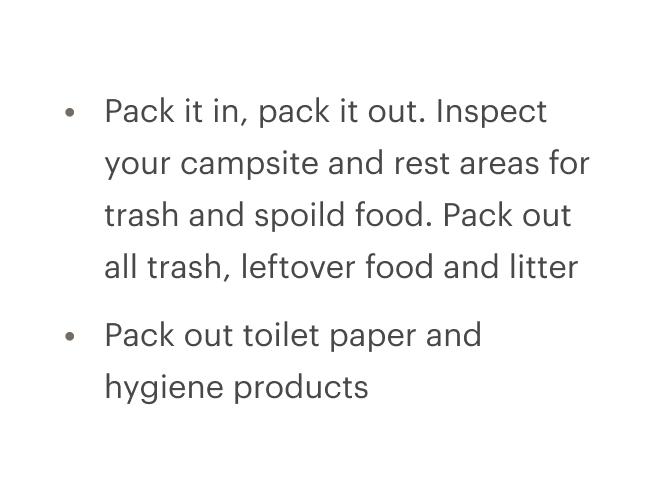 • Pack it in, pack it out. Inspect
your campsite and rest areas for
trash and spoild food. Pack out
all trash, leftover food and litter
• Pack out toilet paper and
hygiene products